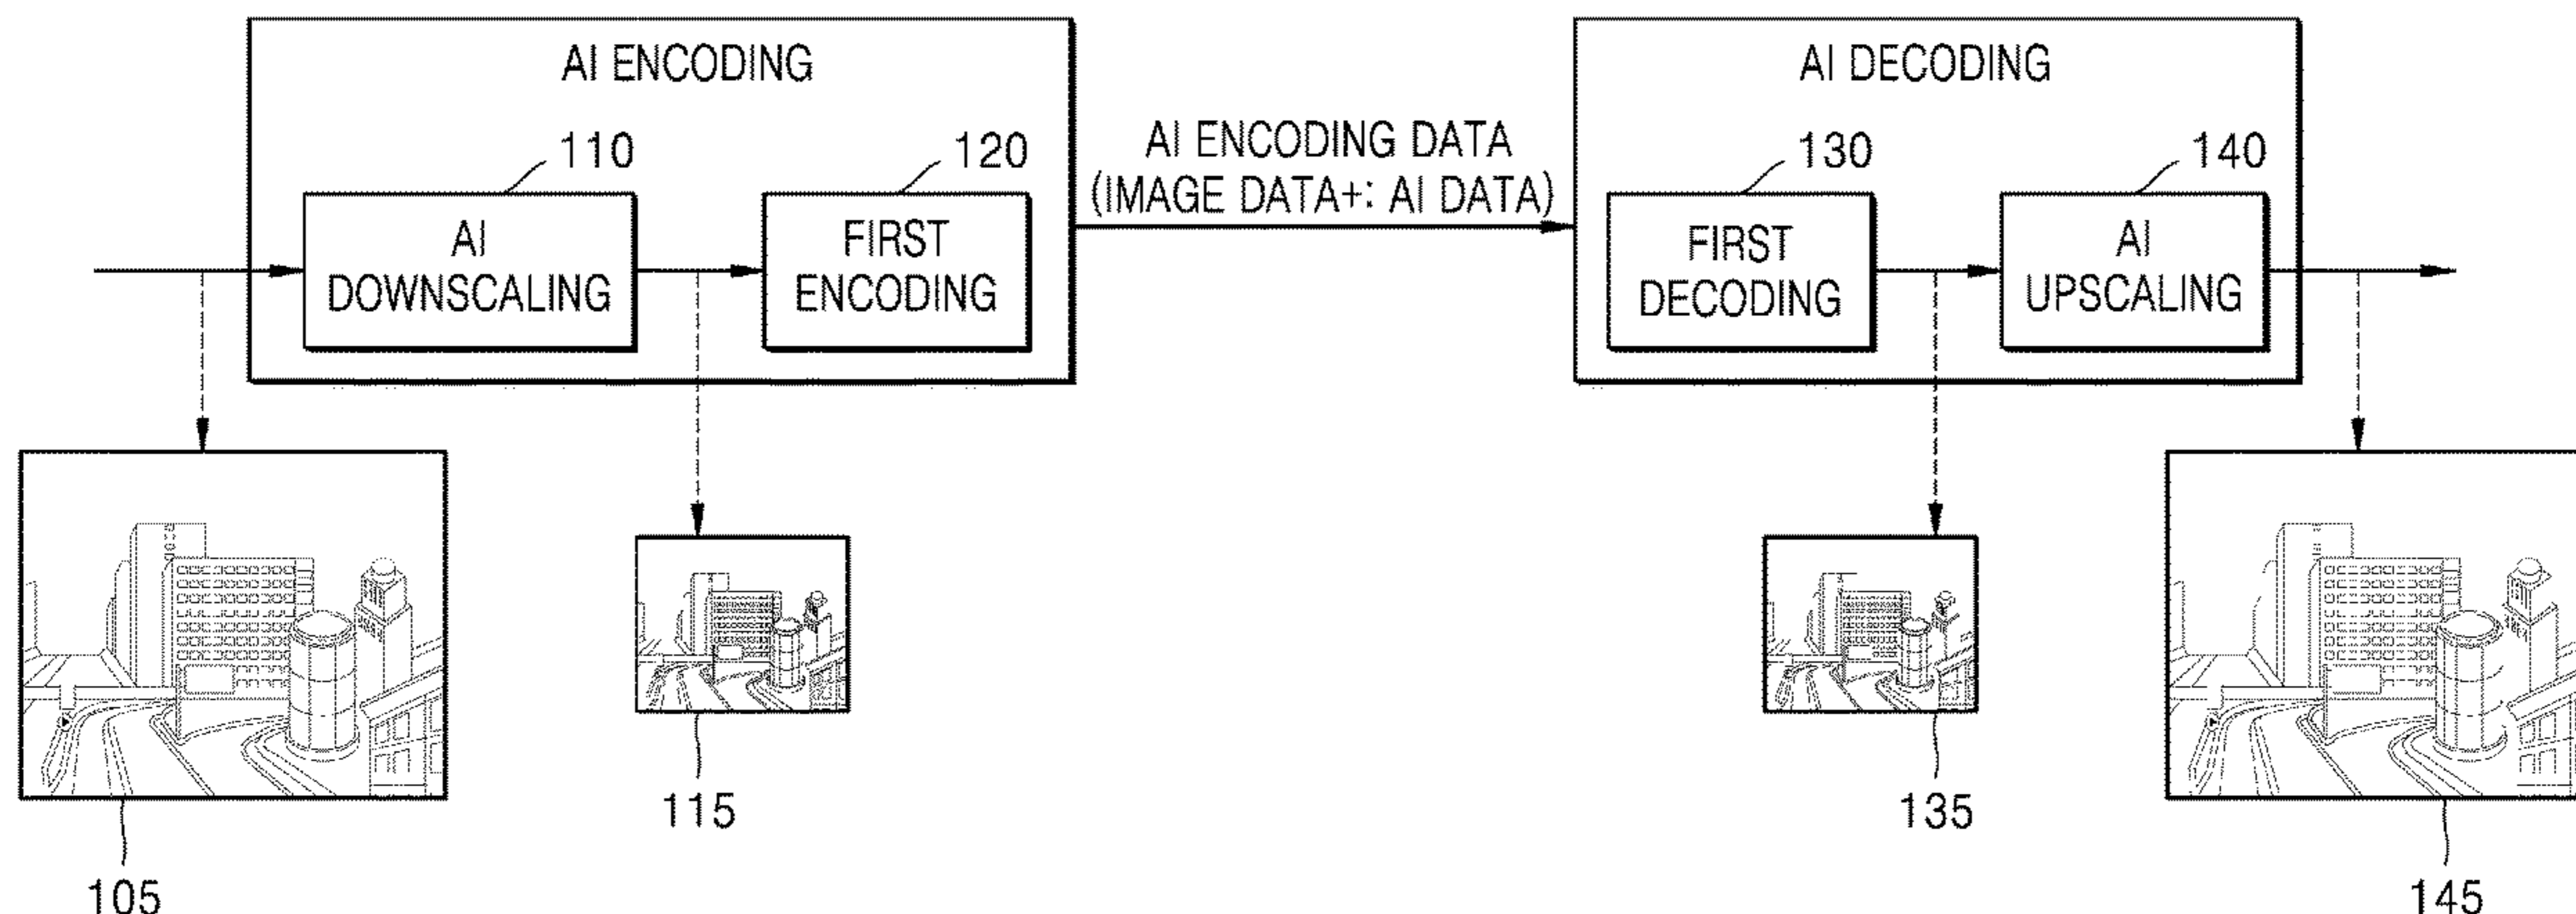 AI ENCODING
110
120
AI
DOWNSCALING
FIRST
ENCODING
AI ENCODING DATA
(IMAGE DATA+: AI DATA)
AI DECODING
130
140
FIRST
DECODING
AI
UPSCALING
105
115
135
145